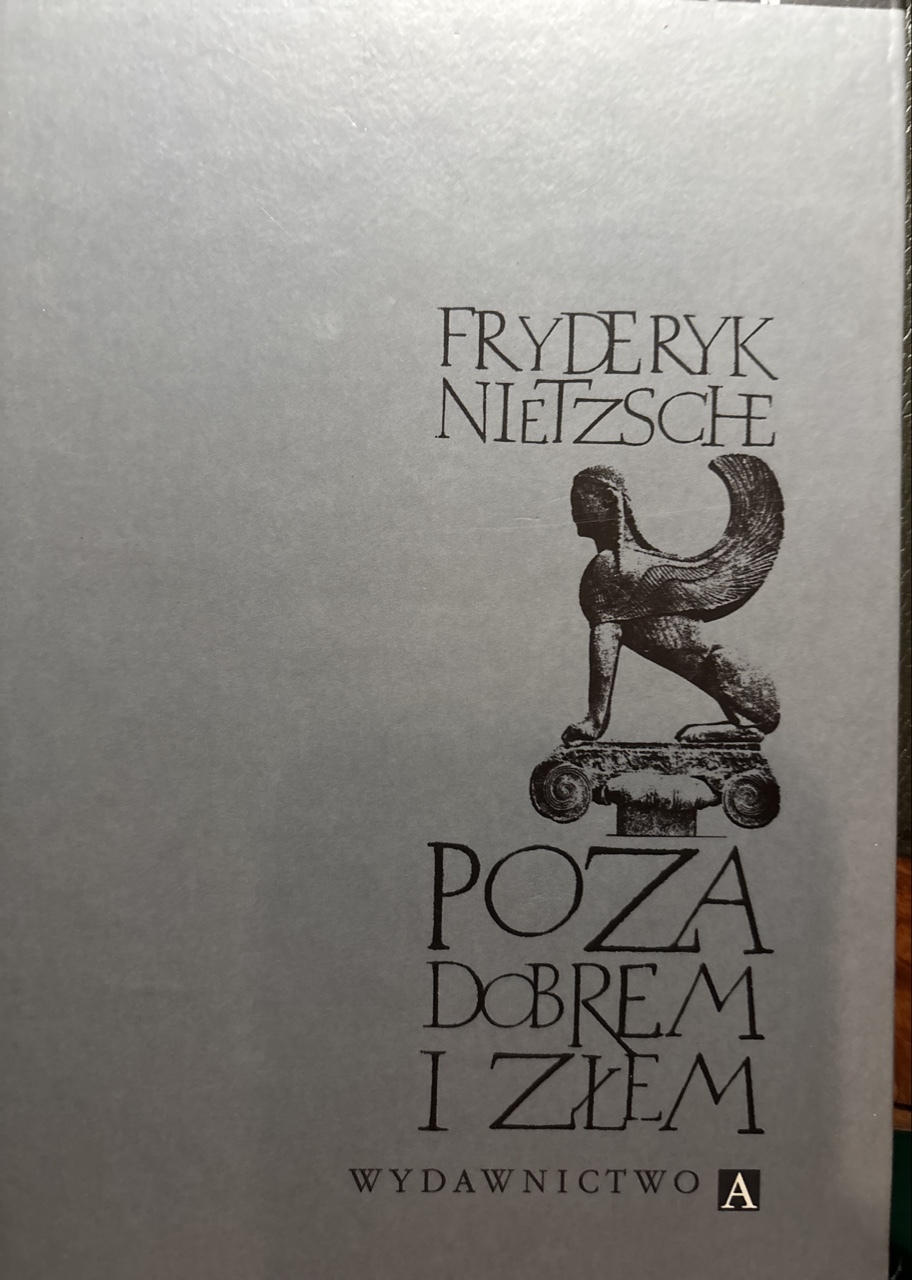 FRYDERYK
NIETZSCHE
POZA
DOBREM
I ZŁEM
WYDAWNICTWO A